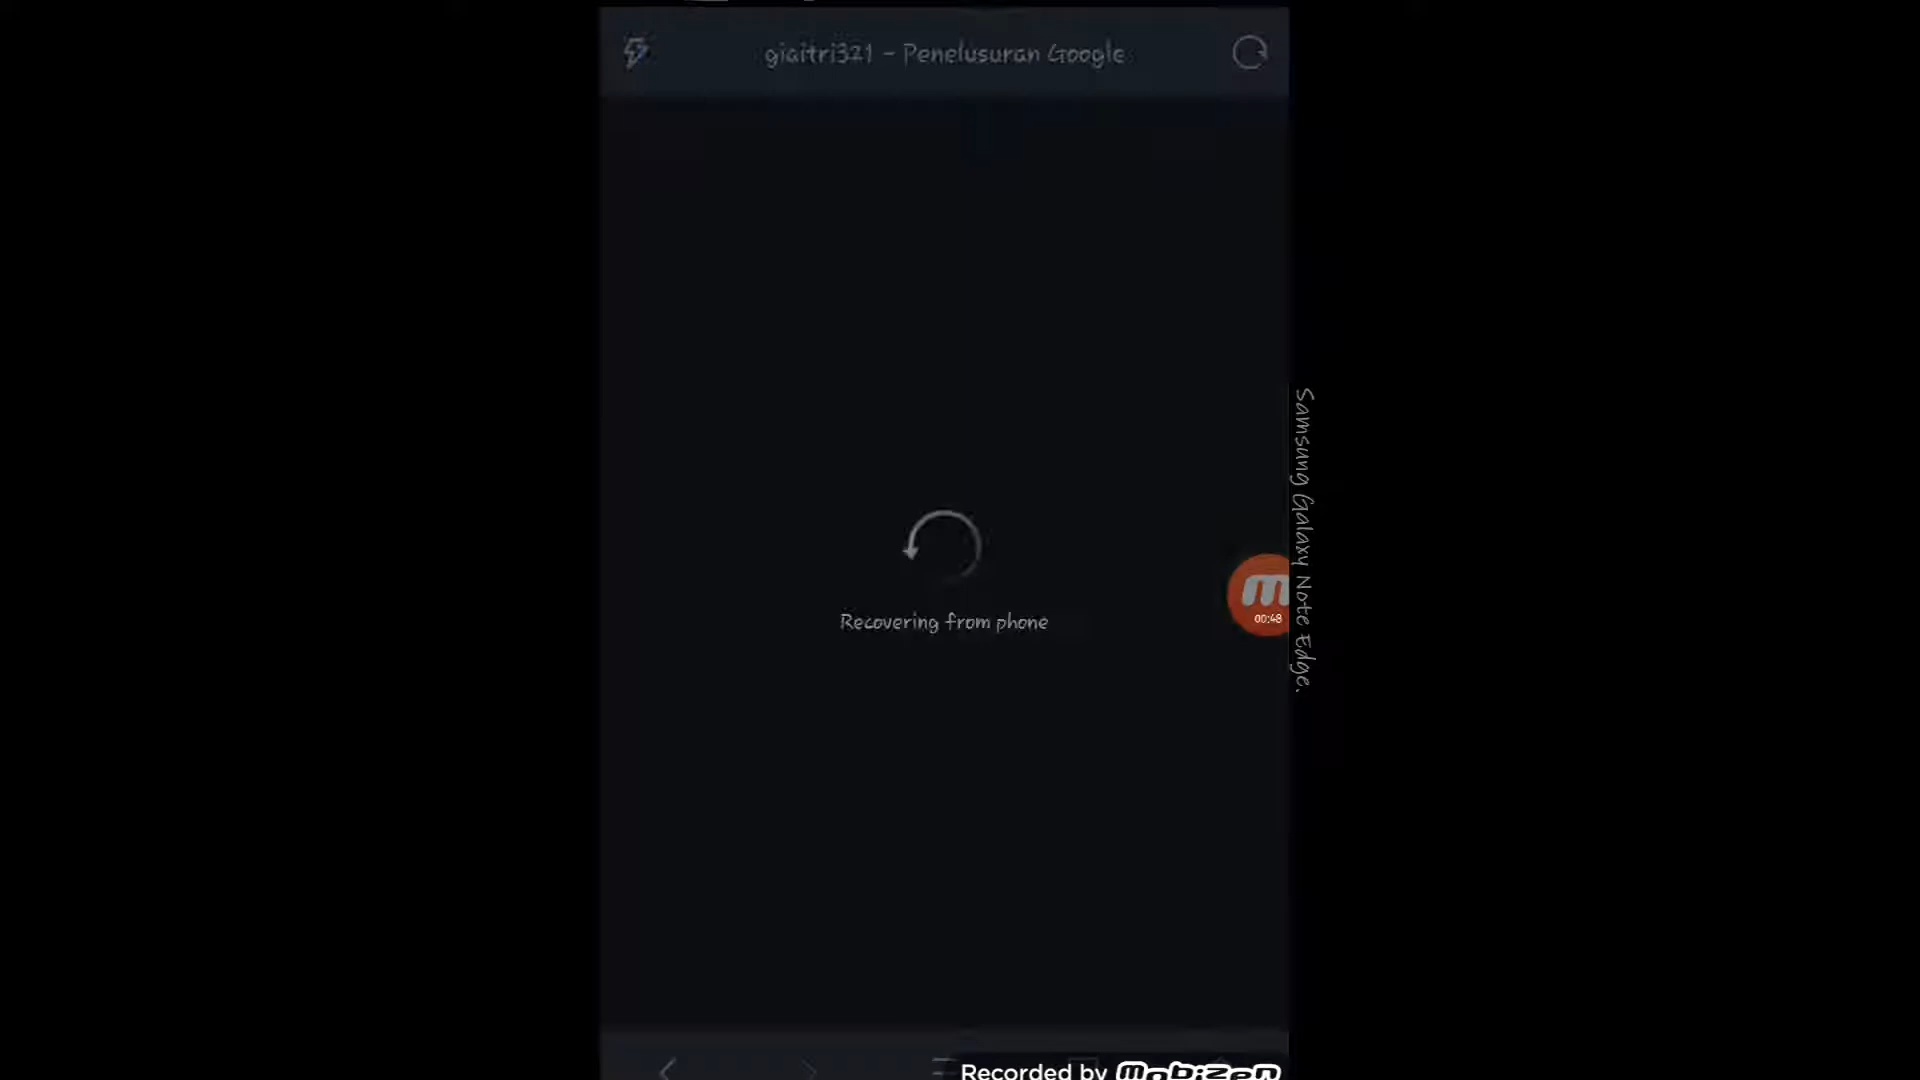 giaitri321 - Penelusuran Google
Recovering from phone
m
00:48
Samsung Galaxy Note Edge.
Recorded by mobizen